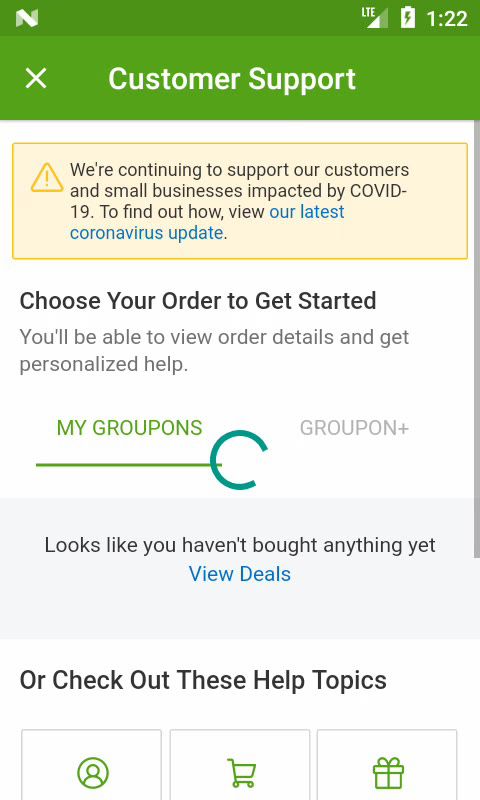 LTE 1:22
Customer Support
We're continuing to support our customers
and small businesses impacted by COVID-
19. To find out how, view our latest
coronavirus update.
Choose Your Order to Get Started
You'll be able to view order details and get
personalized help.
MY GROUPONS GROUPON+
Looks like you haven't bought anything yet
View Deals
Or Check Out These Help Topics